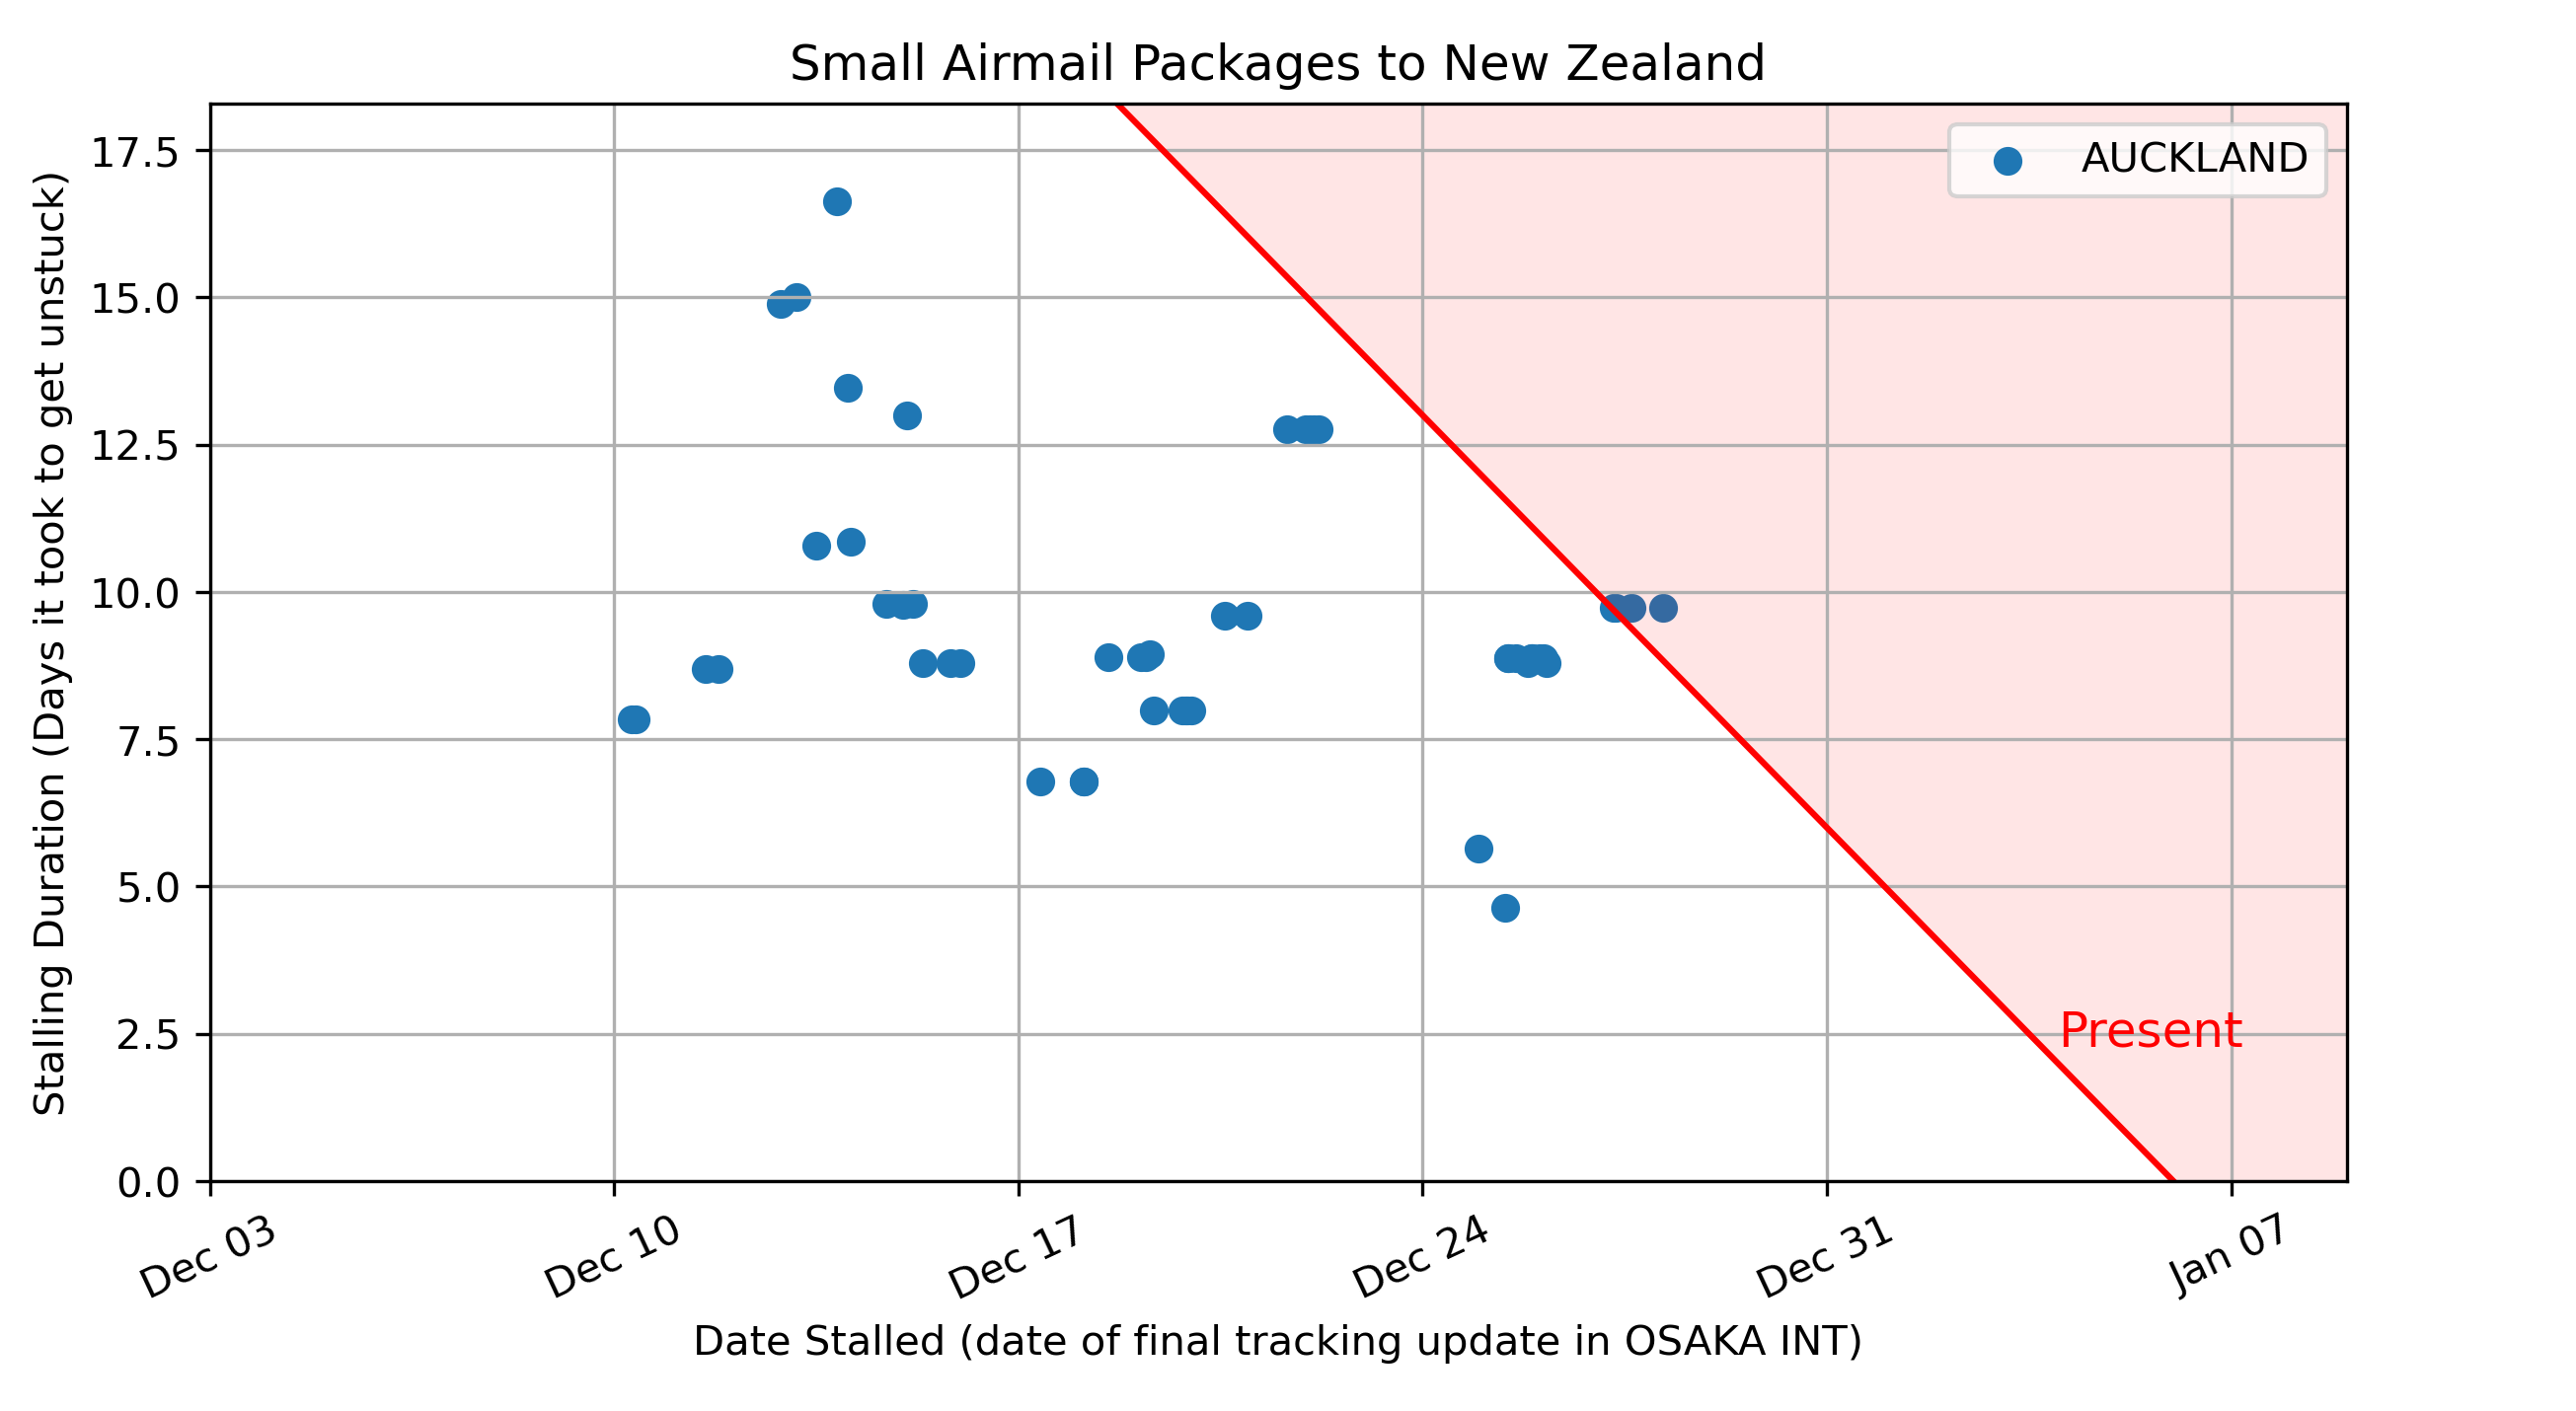 Small Airmail Packages to New Zealand
AUCKLAND
Stalling Duration (Days it took to get unstuck)
17.5
15.0
12.5
10.0
7.5
5.0
2.5
0.0
Present
Dec 03
Dec 10
Dec 17
Dec 24
Dec 31
Jan 07
Date Stalled (date of final tracking update in OSAKA INT)